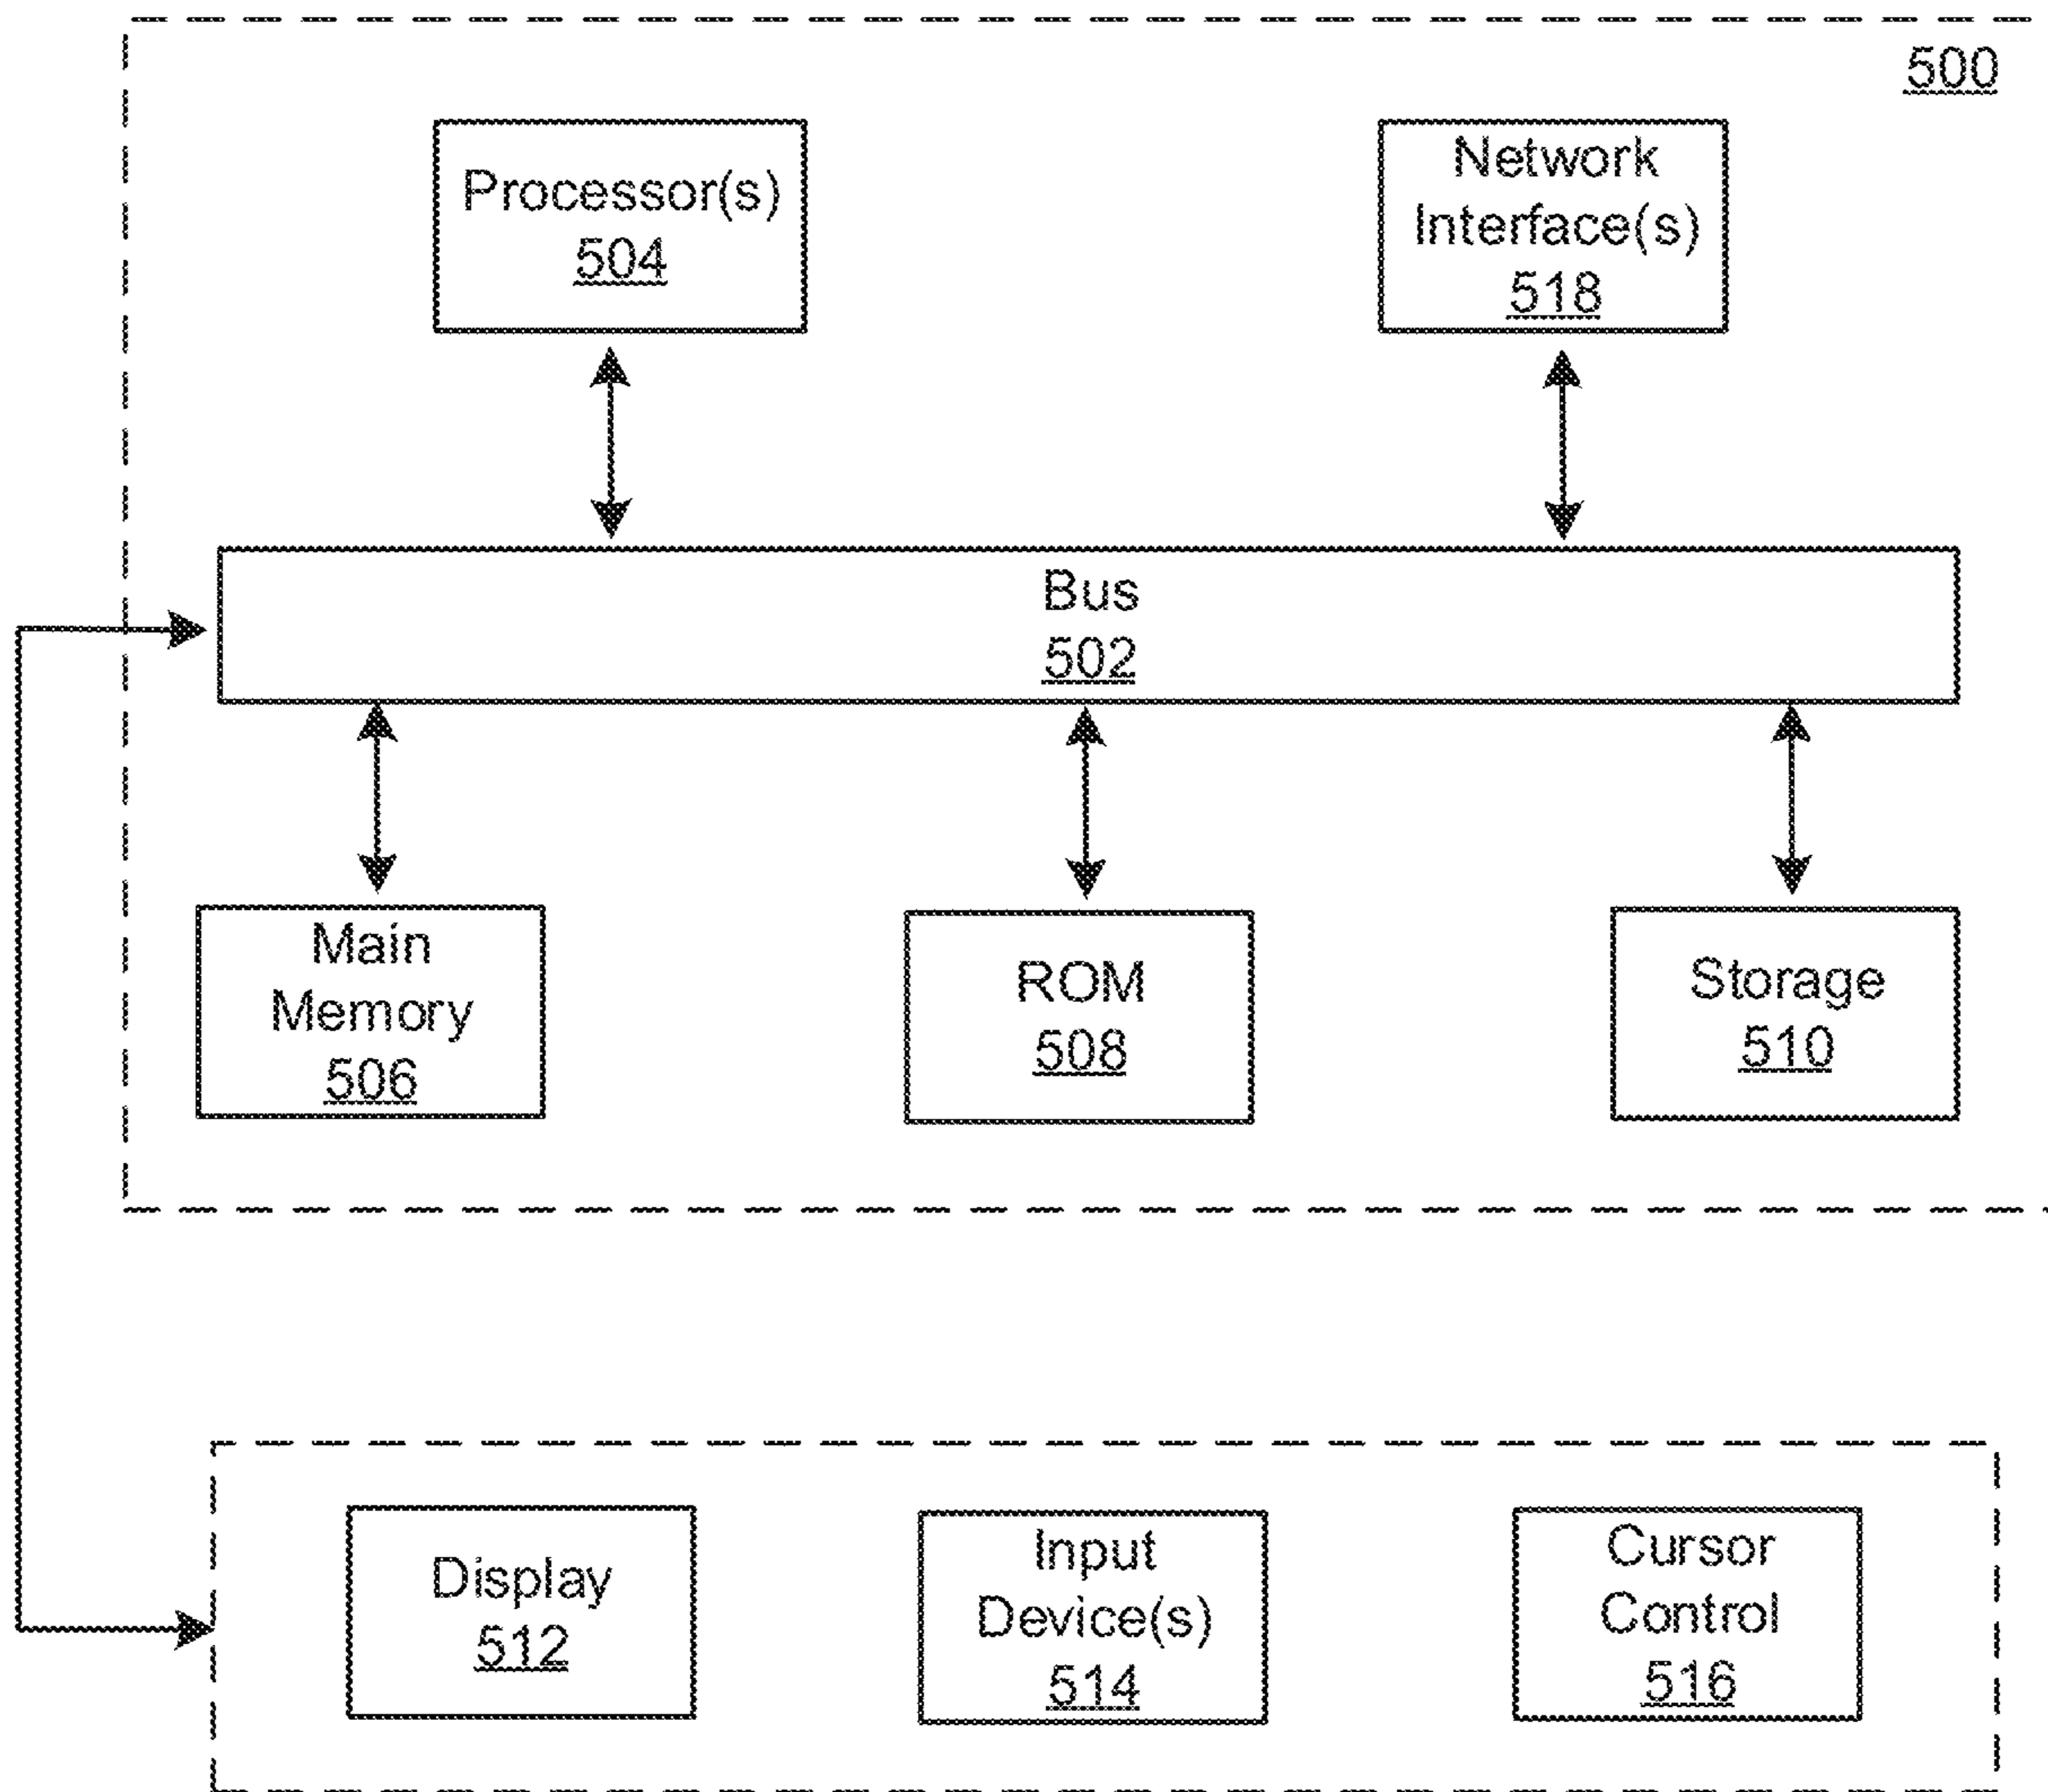 500
Processor(s)
504
Network
Interface(s)
518
Bus
502
Main
Memory
506
ROM
508
Storage
510
Display
512
Input
Device(s)
514
Cursor
Control
516